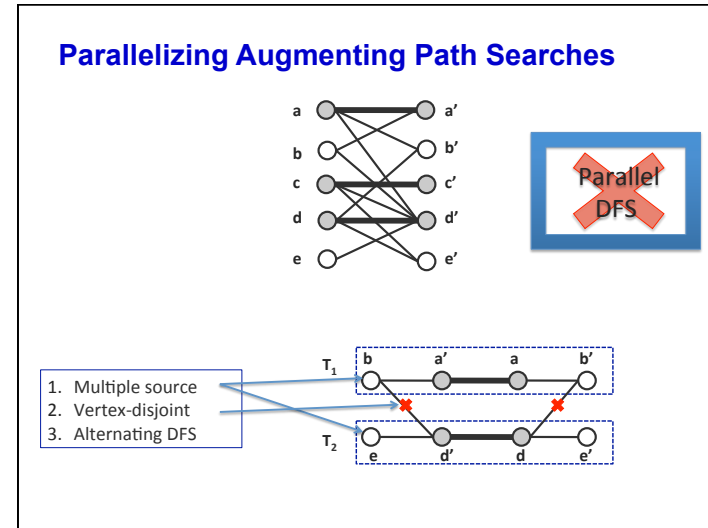 Parallelizing Augmenting Path Searches
a a'
b b'
c c'
d d'
e e'
Parallel
DFS
1. Multiple source
2. Vertex-disjoint
3. Alternating DFS
T1 b a' a b'
T2 e d' d e'